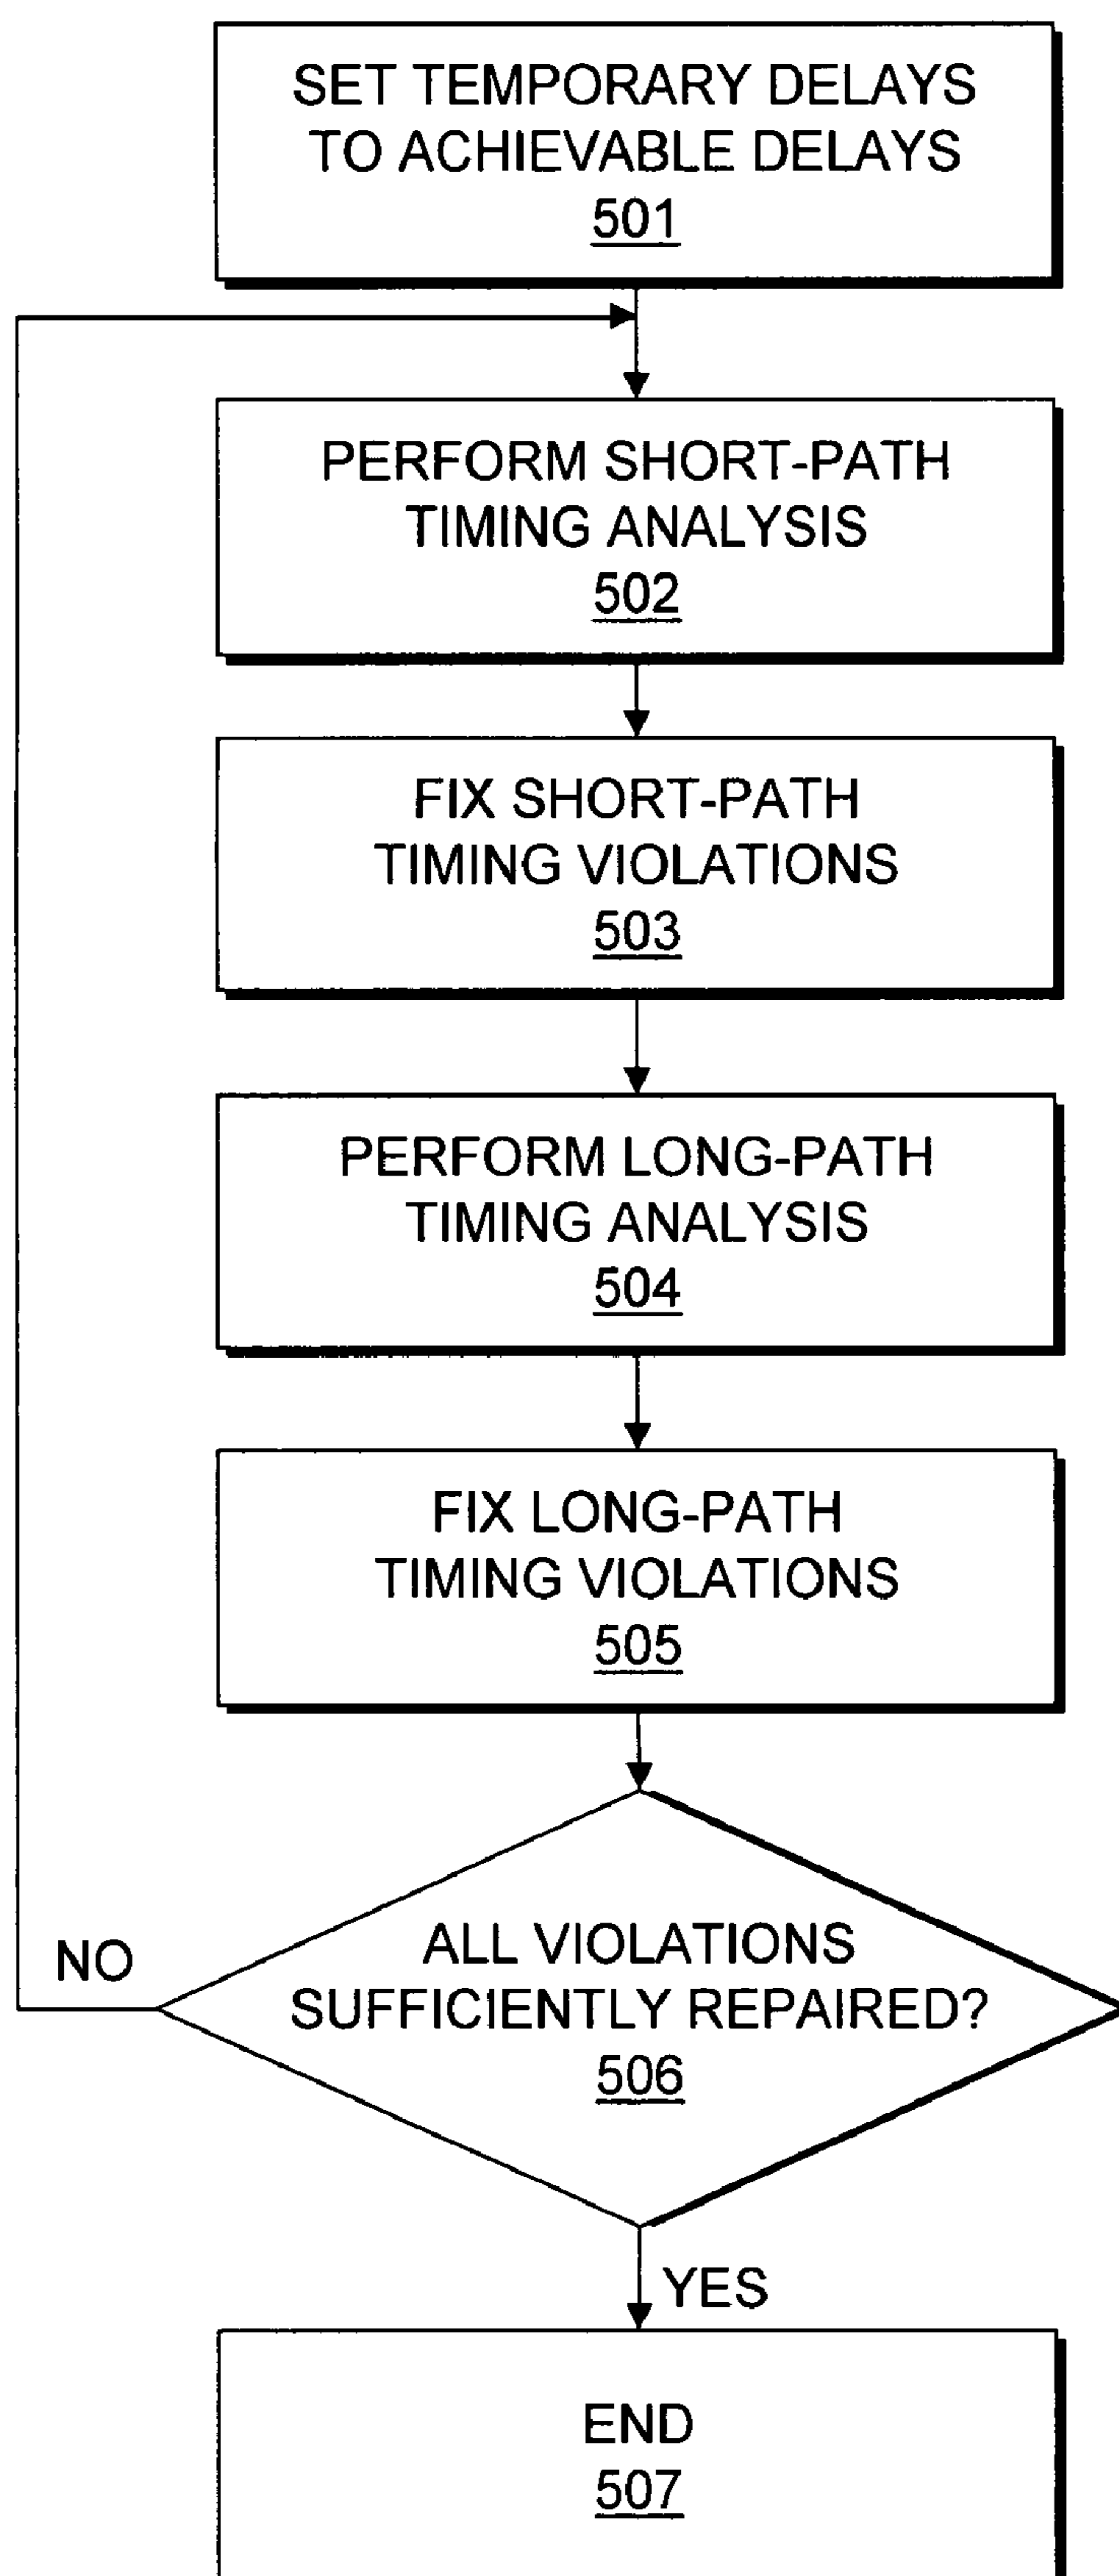 SET TEMPORARY DELAYS
TO ACHIEVABLE DELAYS
501
PERFORM SHORT-PATH
TIMING ANALYSIS
502
FIX SHORT-PATH
TIMING VIOLATIONS
503
PERFORM LONG-PATH
TIMING ANALYSIS
504
FIX LONG-PATH
TIMING VIOLATIONS
505
ALL VIOLATIONS
SUFFICIENTLY REPAIRED?
506
NO
YES
END
507